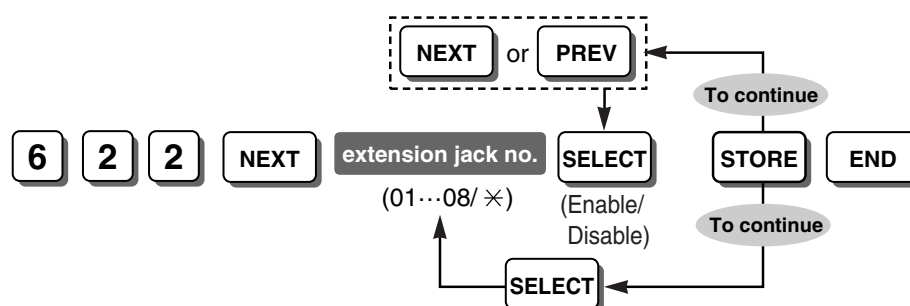 NEXT or PREV
To continue
6 2 2 NEXT extension jack no. SELECT STORE END
(01···08/ ✳) (Enable/
Disable)
To continue
SELECT